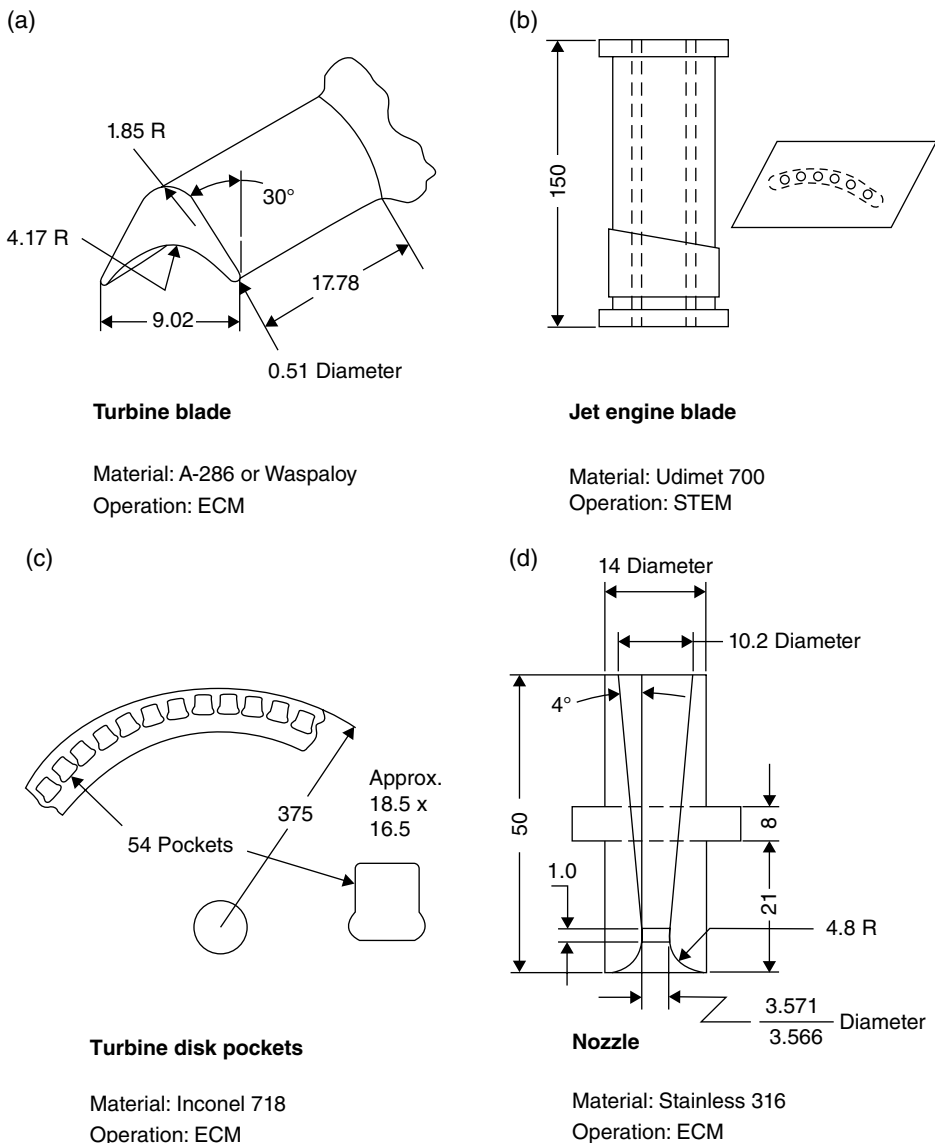 (a)
1.85 R
30°
4.17 R
17.78
9.02
0.51 Diameter
Turbine blade
Material: A-286 or Waspaloy
Operation: ECM
(b)
150
Jet engine blade
Material: Udimet 700
Operation: STEM
(c)
375
Approx.
18.5 x
16.5
54 Pockets
Turbine disk pockets
Material: Inconel 718
Operation: ECM
(d)
14 Diameter
10.2 Diameter
4°
50
8
1.0
21
4.8 R
3.571
3.566
Diameter
Nozzle
Material: Stainless 316
Operation: ECM